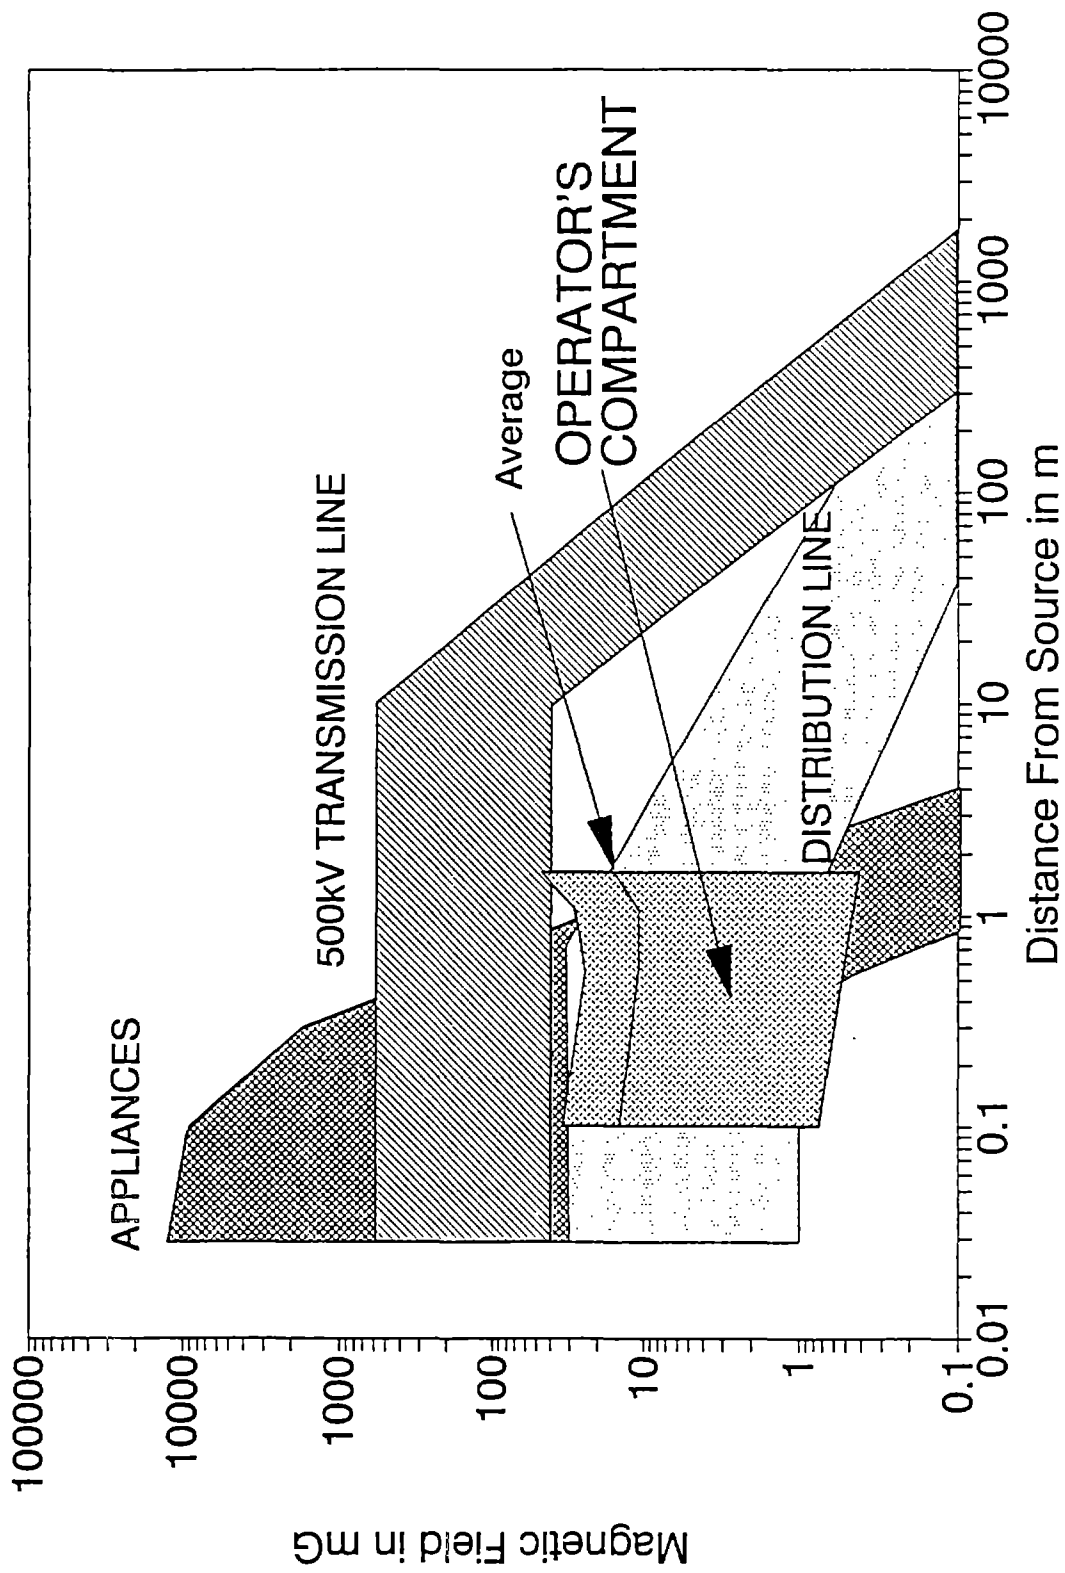 APPLIANCES
500kV TRANSMISSION LINE
Average
OPERATOR'S
COMPARTMENT
DISTRIBUTION LINE
Magnetic Field in mG
100000
10000
1000
100
10
1
0.1
0.01
0.1
1
10
100
1000
10000
Distance From Source in m